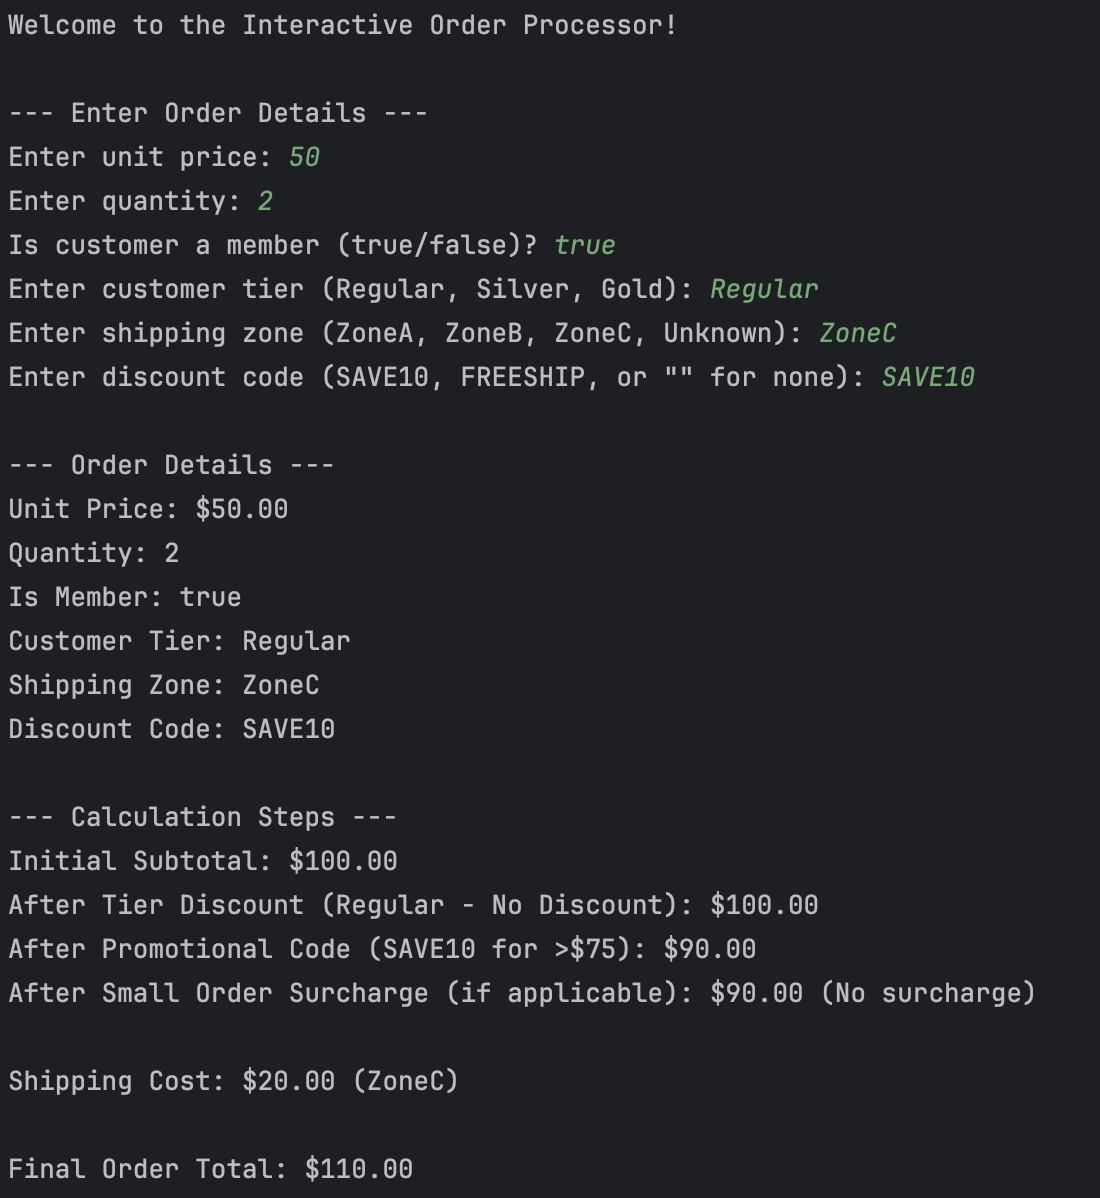 Welcome to the Interactive Order Processor!
--- Enter Order Details ---
Enter unit price: 50
Enter quantity: 2
Is customer a member (true/false)? true
Enter customer tier (Regular, Silver, Gold): Regular
Enter shipping zone (ZoneA, ZoneB, ZoneC, Unknown): ZoneC
Enter discount code (SAVE10, FREESHIP, or "" for none): SAVE10
--- Order Details ---
Unit Price: $50.00
Quantity: 2
Is Member: true
Customer Tier: Regular
Shipping Zone: ZoneC
Discount Code: SAVE10
--- Calculation Steps ---
Initial Subtotal: $100.00
After Tier Discount (Regular - No Discount): $100.00
After Promotional Code (SAVE10 for >$75): $90.00
After Small Order Surcharge (if applicable): $90.00 (No surcharge)
Shipping Cost: $20.00 (ZoneC)
Final Order Total: $110.00